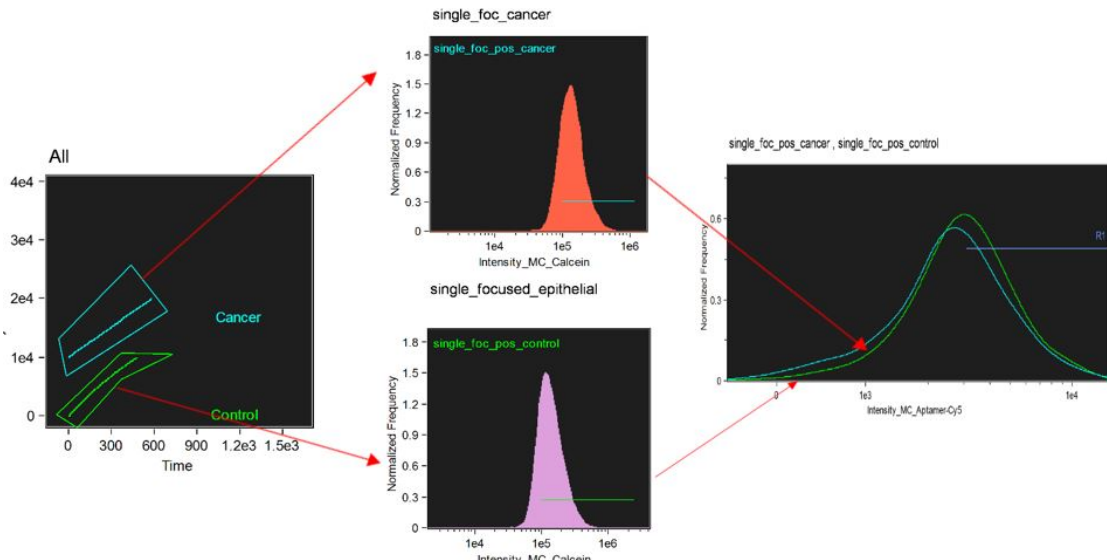 single_foc_cancer
single_foc_pos_cancer
1.8
1.5
1.2
0.9
0.6
0.3
0
Normalized Frequency
1e4 1e5 1e6
Intensity_MC_Calcein
All
4e4
3e4
2e4
1e4
0
Cancer
Control
0 300 600 900 1.2e3 1.5e3
Time
single_focused_epithelial
single_foc_pos_control
1.8
1.5
1.2
0.9
0.6
0.3
0
Normalized Frequency
1e4 1e5 1e6
Intensity_MC_Calcein
single_foc_pos_cancer , single_foc_pos_control
0.6
0.3
0
Normalized Frequency
R1
0 1e3 1e4
Intensity_MC_Aptamer-Cy5